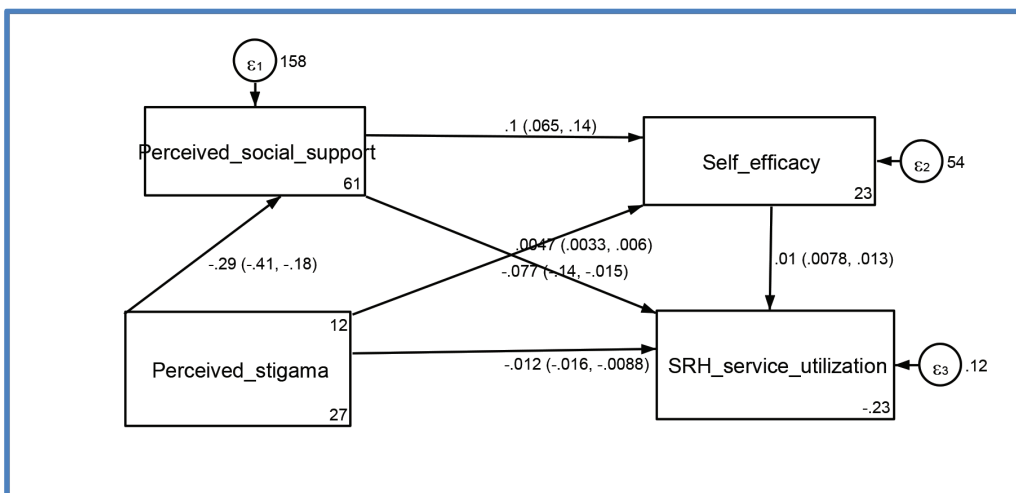 ε1 158
Perceived_social_support
61
.1 (.065, .14)
Self_efficacy
23
ε2 54
-.29 (-.41, -.18)
.0047 (.0033, .006)
-.077 (-.14, -.015)
.01 (.0078, .013)
12
Perceived_stigama
27
-.012 (-.016, -.0088)
SRH_service_utilization
-.23
ε3 .12